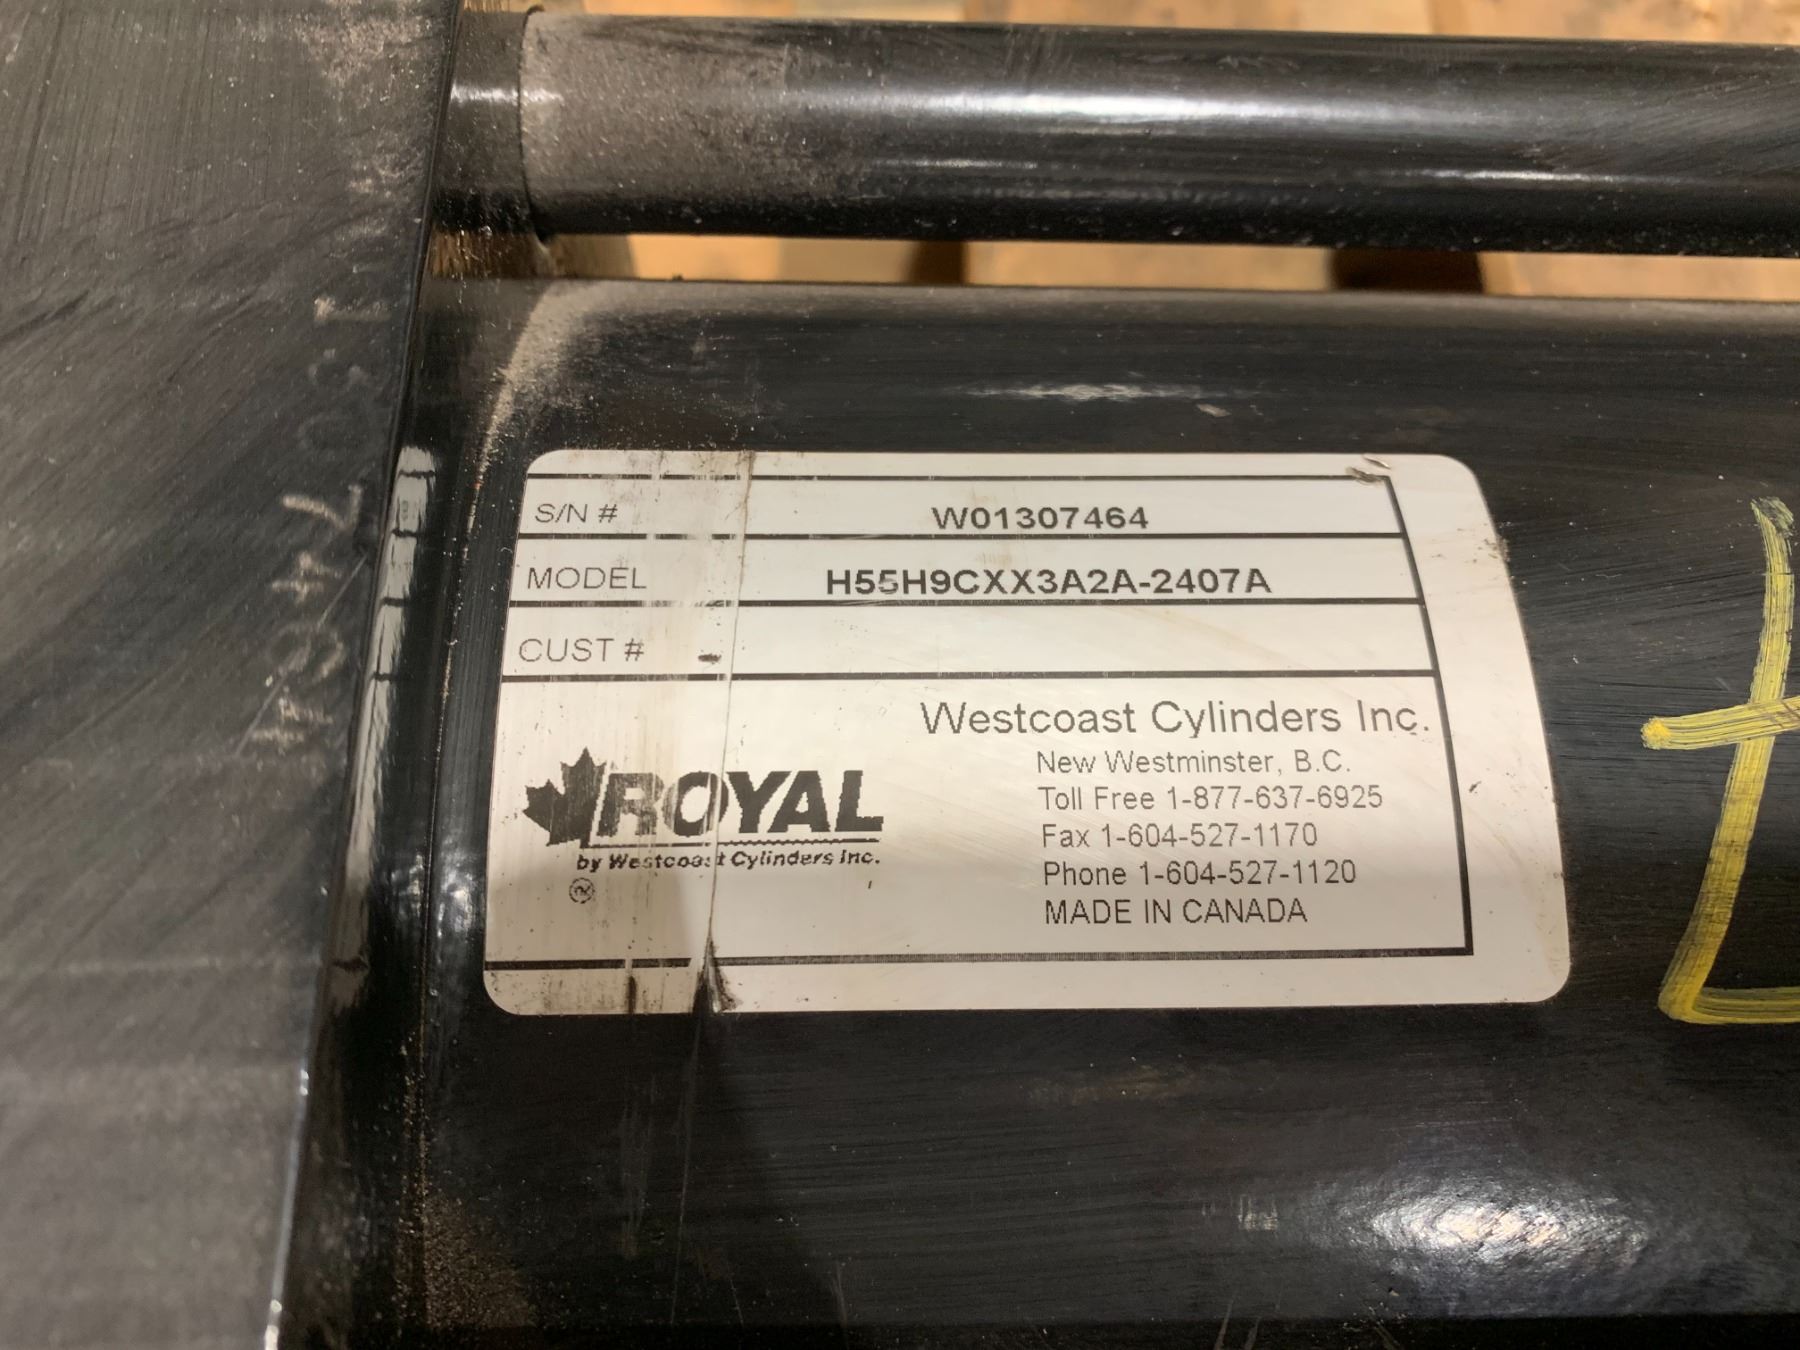 S/N # W01307464
MODEL H55H9CXX3A2A-2407A
CUST #
Westcoast Cylinders Inc.
New Westminster, B.C.
Toll Free 1-877-637-6925
Fax 1-604-527-1170
Phone 1-604-527-1120
MADE IN CANADA
ROYAL
by Westcoast Cylinders Inc.
®